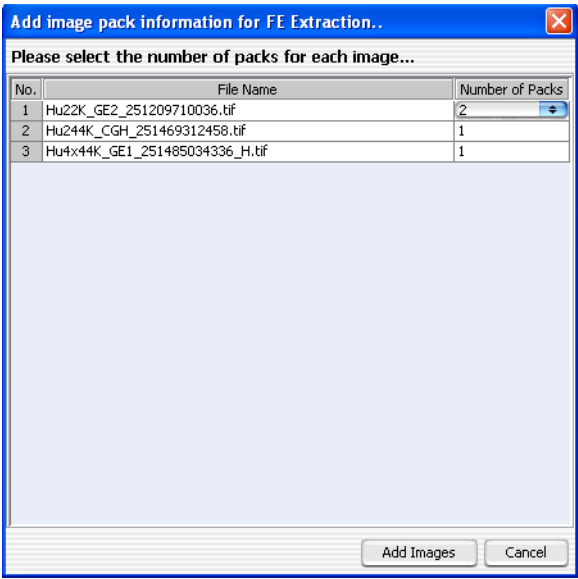 Add image pack information for FE Extraction..
Please select the number of packs for each image...
No. File Name Number of Packs
1 Hu22K_GE2_251209710036.tif 2
2 Hu244K_CGH_251469312458.tif 1
3 Hu4x44K_GE1_251485034336_H.tif 1
Add Images Cancel